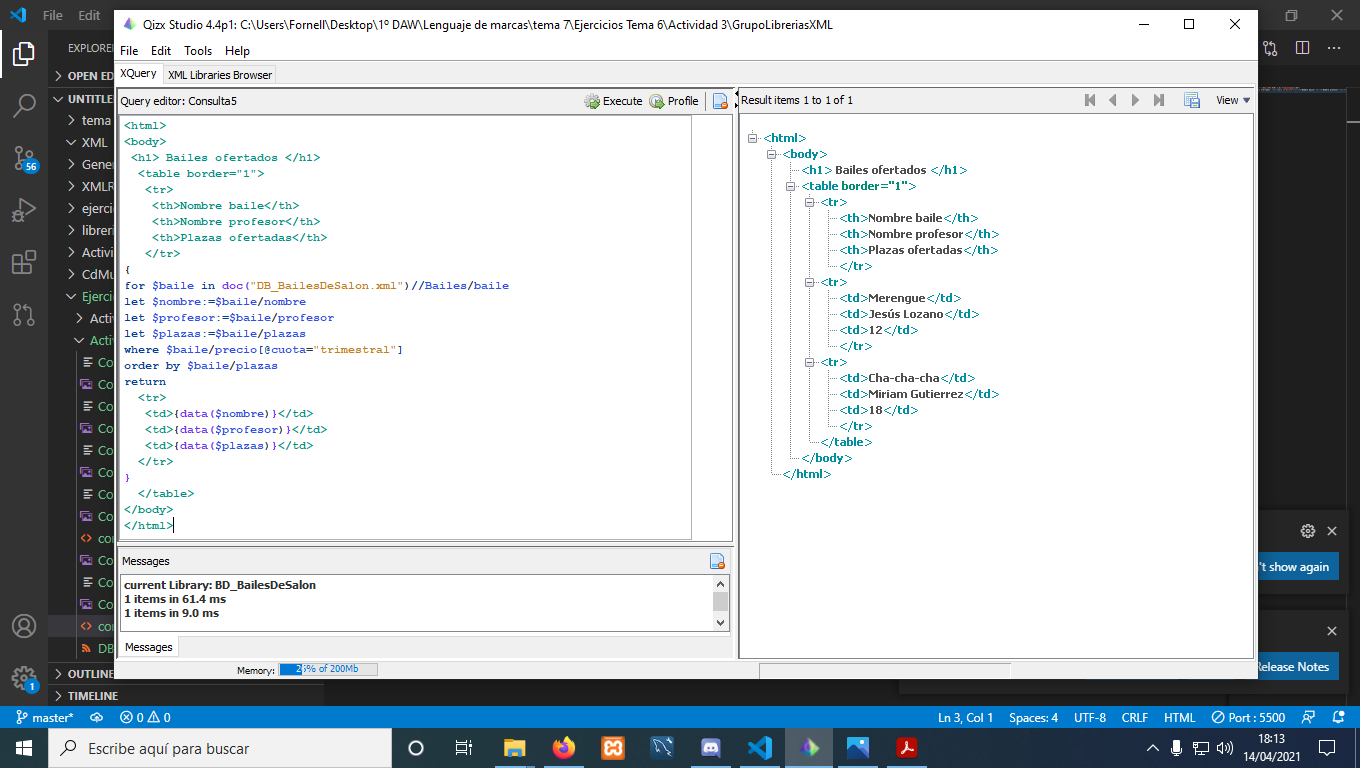 File Edit
Qizx Studio 4.4p1: C:\Users\Fornell\Desktop\1º DAW\Lenguaje de marcas\tema 7\Ejercicios Tema 6\Actividad 3\GrupoLibreriasXML
File Edit Tools Help
XQuery XML Libraries Browser
Query editor: Consulta5
Execute Profile
<html>
<body>
<h1> Bailes ofertados </h1>
<table border="1">
<tr>
<th>Nombre baile</th>
<th>Nombre profesor</th>
<th>Plazas ofertadas</th>
</tr>
{
for $baile in doc("DB_BailesDeSalon.xml")//Bailes/baile
let $nombre:=$baile/nombre
let $profesor:=$baile/profesor
let $plazas:=$baile/plazas
where $baile/precio[@cuota="trimestral"]
order by $baile/plazas
return
<tr>
<td>{data($nombre)}</td>
<td>{data($profesor)}</td>
<td>{data($plazas)}</td>
</tr>
}
</table>
</body>
</html>
Messages
current Library: BD_BailesDeSalon
1 items in 61.4 ms
1 items in 9.0 ms
Messages
Memory: 25% of 200Mb
Result items 1 to 1 of 1
View
<html>
<body>
<h1> Bailes ofertados </h1>
<table border="1">
<tr>
<th>Nombre baile</th>
<th>Nombre profesor</th>
<th>Plazas ofertadas</th>
</tr>
<tr>
<td>Merengue</td>
<td>Jesús Lozano</td>
<td>12</td>
</tr>
<tr>
<td>Cha-cha-cha</td>
<td>Miriam Gutierrez</td>
<td>18</td>
</tr>
</table>
</body>
</html>
EXPLORE
OPEN ED
UNTITLE
tema
XML
Gener
XMLR
ejerci
libreri
Activi
CdMu
Ejerci
Acti
Acti
Co
Co
Co
Co
Co
Co
Co
Co
co
Co
Co
Co
co
DB
OUTLINE
TIMELINE
56
1
't show again
Release Notes
master* 0 0
Ln 3, Col 1 Spaces: 4 UTF-8 CRLF HTML Port : 5500
Escribe aquí para buscar
18:13
14/04/2021